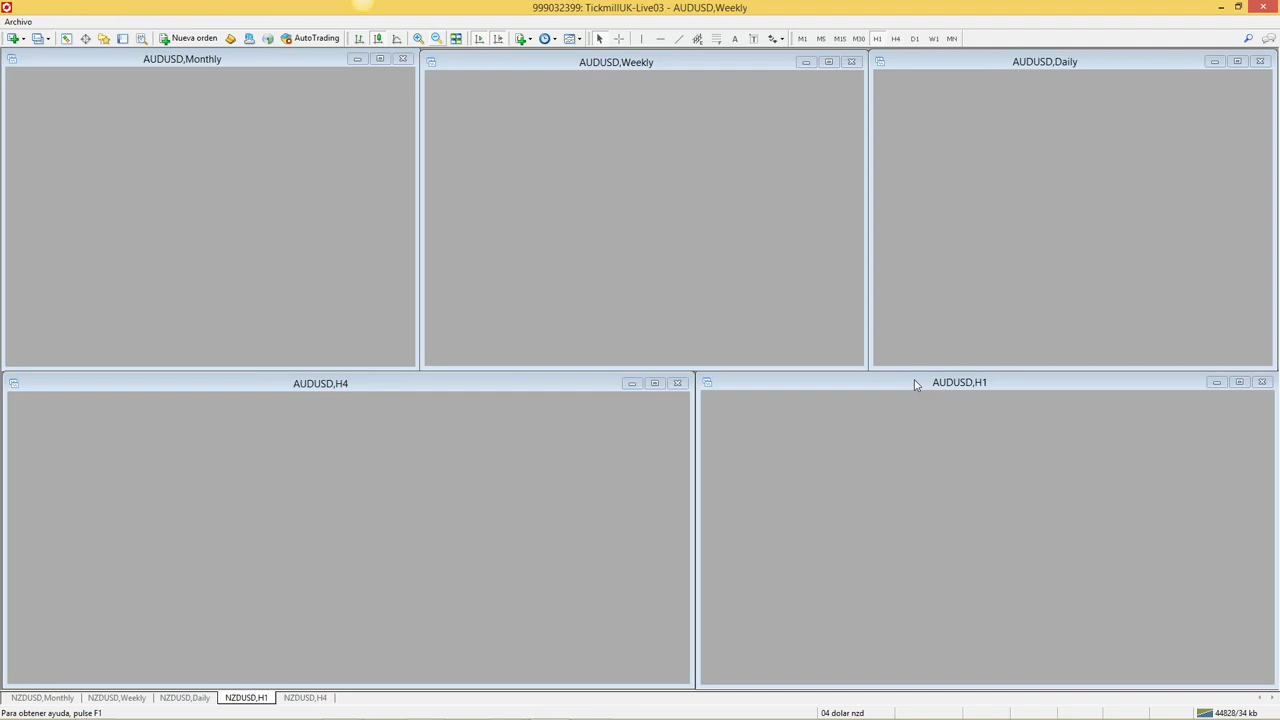 999032399: TickmillUK-Live03 - AUDUSD,Weekly
Archivo
Nueva orden
AutoTrading
A
T
M1 M5 M15 M30 H1 H4 D1 W1 MN
AUDUSD,Monthly
AUDUSD,Weekly
AUDUSD,Daily
AUDUSD,H4
AUDUSD,H1
NZDUSD,Monthly NZDUSD,Weekly NZDUSD,Daily NZDUSD,H1 NZDUSD,H4
Para obtener ayuda, pulse F1
04 dolar nzd
44828/34 kb